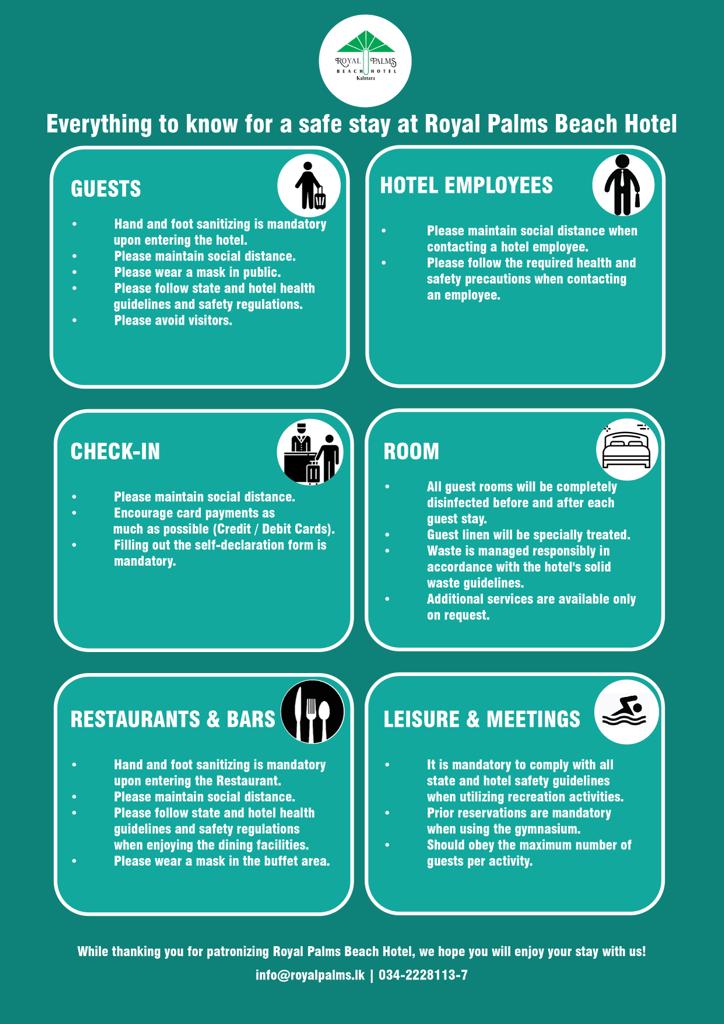 ROYAL PALMS
BEACH HOTEL
Kalutara
Everything to know for a safe stay at Royal Palms Beach Hotel
GUESTS
• Hand and foot sanitizing is mandatory
upon entering the hotel.
• Please maintain social distance.
• Please wear a mask in public.
• Please follow state and hotel health
guidelines and safety regulations.
• Please avoid visitors.
HOTEL EMPLOYEES
• Please maintain social distance when
contacting a hotel employee.
• Please follow the required health and
safety precautions when contacting
an employee.
CHECK-IN
• Please maintain social distance.
• Encourage card payments as
much as possible (Credit / Debit Cards).
• Filling out the self-declaration form is
mandatory.
ROOM
• All guest rooms will be completely
disinfected before and after each
guest stay.
• Guest linen will be specially treated.
• Waste is managed responsibly in
accordance with the hotel's solid
waste guidelines.
• Additional services are available only
on request.
RESTAURANTS & BARS
• Hand and foot sanitizing is mandatory
upon entering the Restaurant.
• Please maintain social distance.
• Please follow state and hotel health
guidelines and safety regulations
when enjoying the dining facilities.
• Please wear a mask in the buffet area.
LEISURE & MEETINGS
• It is mandatory to comply with all
state and hotel safety guidelines
when utilizing recreation activities.
• Prior reservations are mandatory
when using the gymnasium.
• Should obey the maximum number of
guests per activity.
While thanking you for patronizing Royal Palms Beach Hotel, we hope you will enjoy your stay with us!
info@royalpalms.lk | 034-2228113-7